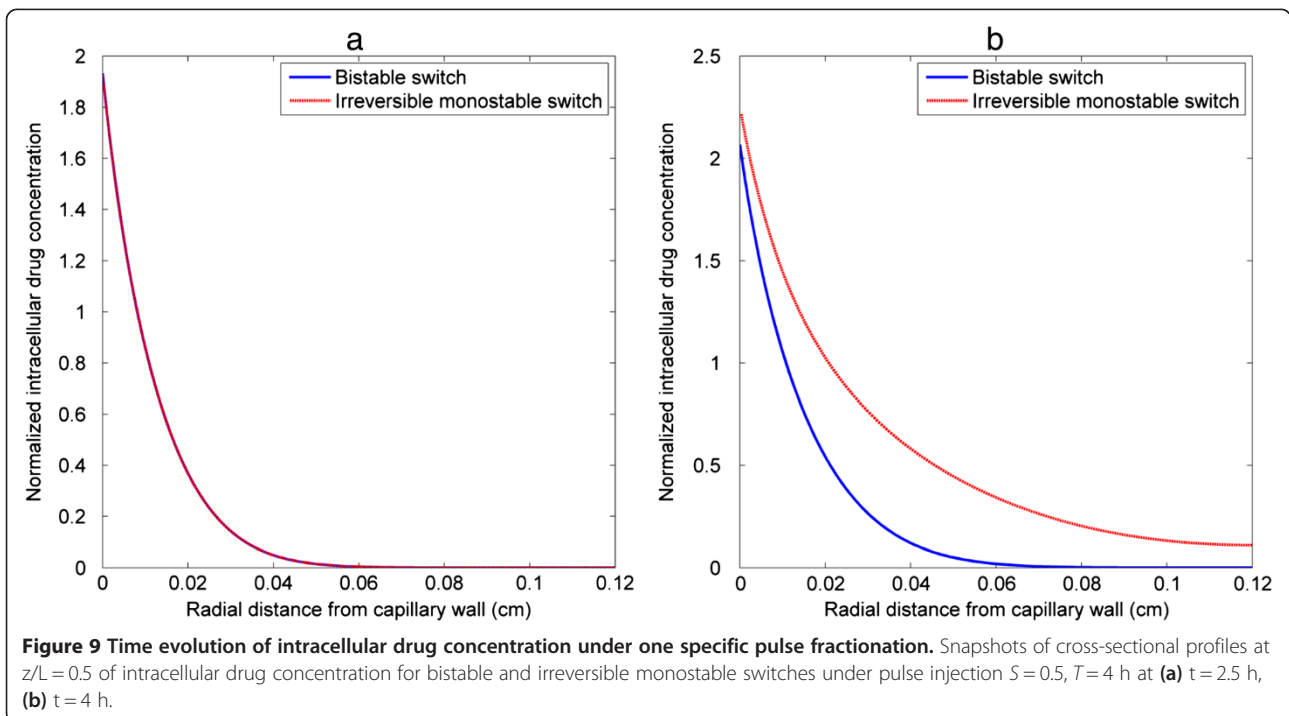 a
2
1.8
1.6
1.4
1.2
1
0.8
0.6
0.4
0.2
0
Normalized intracellular drug concentration
Bistable switch
Irreversible monostable switch
0 0.02 0.04 0.06 0.08 0.1 0.12
Radial distance from capillary wall (cm)
b
2.5
2
1.5
1
0.5
0
Normalized intracellular drug concentration
Bistable switch
Irreversible monostable switch
0 0.02 0.04 0.06 0.08 0.1 0.12
Radial distance from capillary wall (cm)
Figure 9 Time evolution of intracellular drug concentration under one specific pulse fractionation. Snapshots of cross-sectional profiles at
z/L = 0.5 of intracellular drug concentration for bistable and irreversible monostable switches under pulse injection S = 0.5, T = 4 h at (a) t = 2.5 h,
(b) t = 4 h.